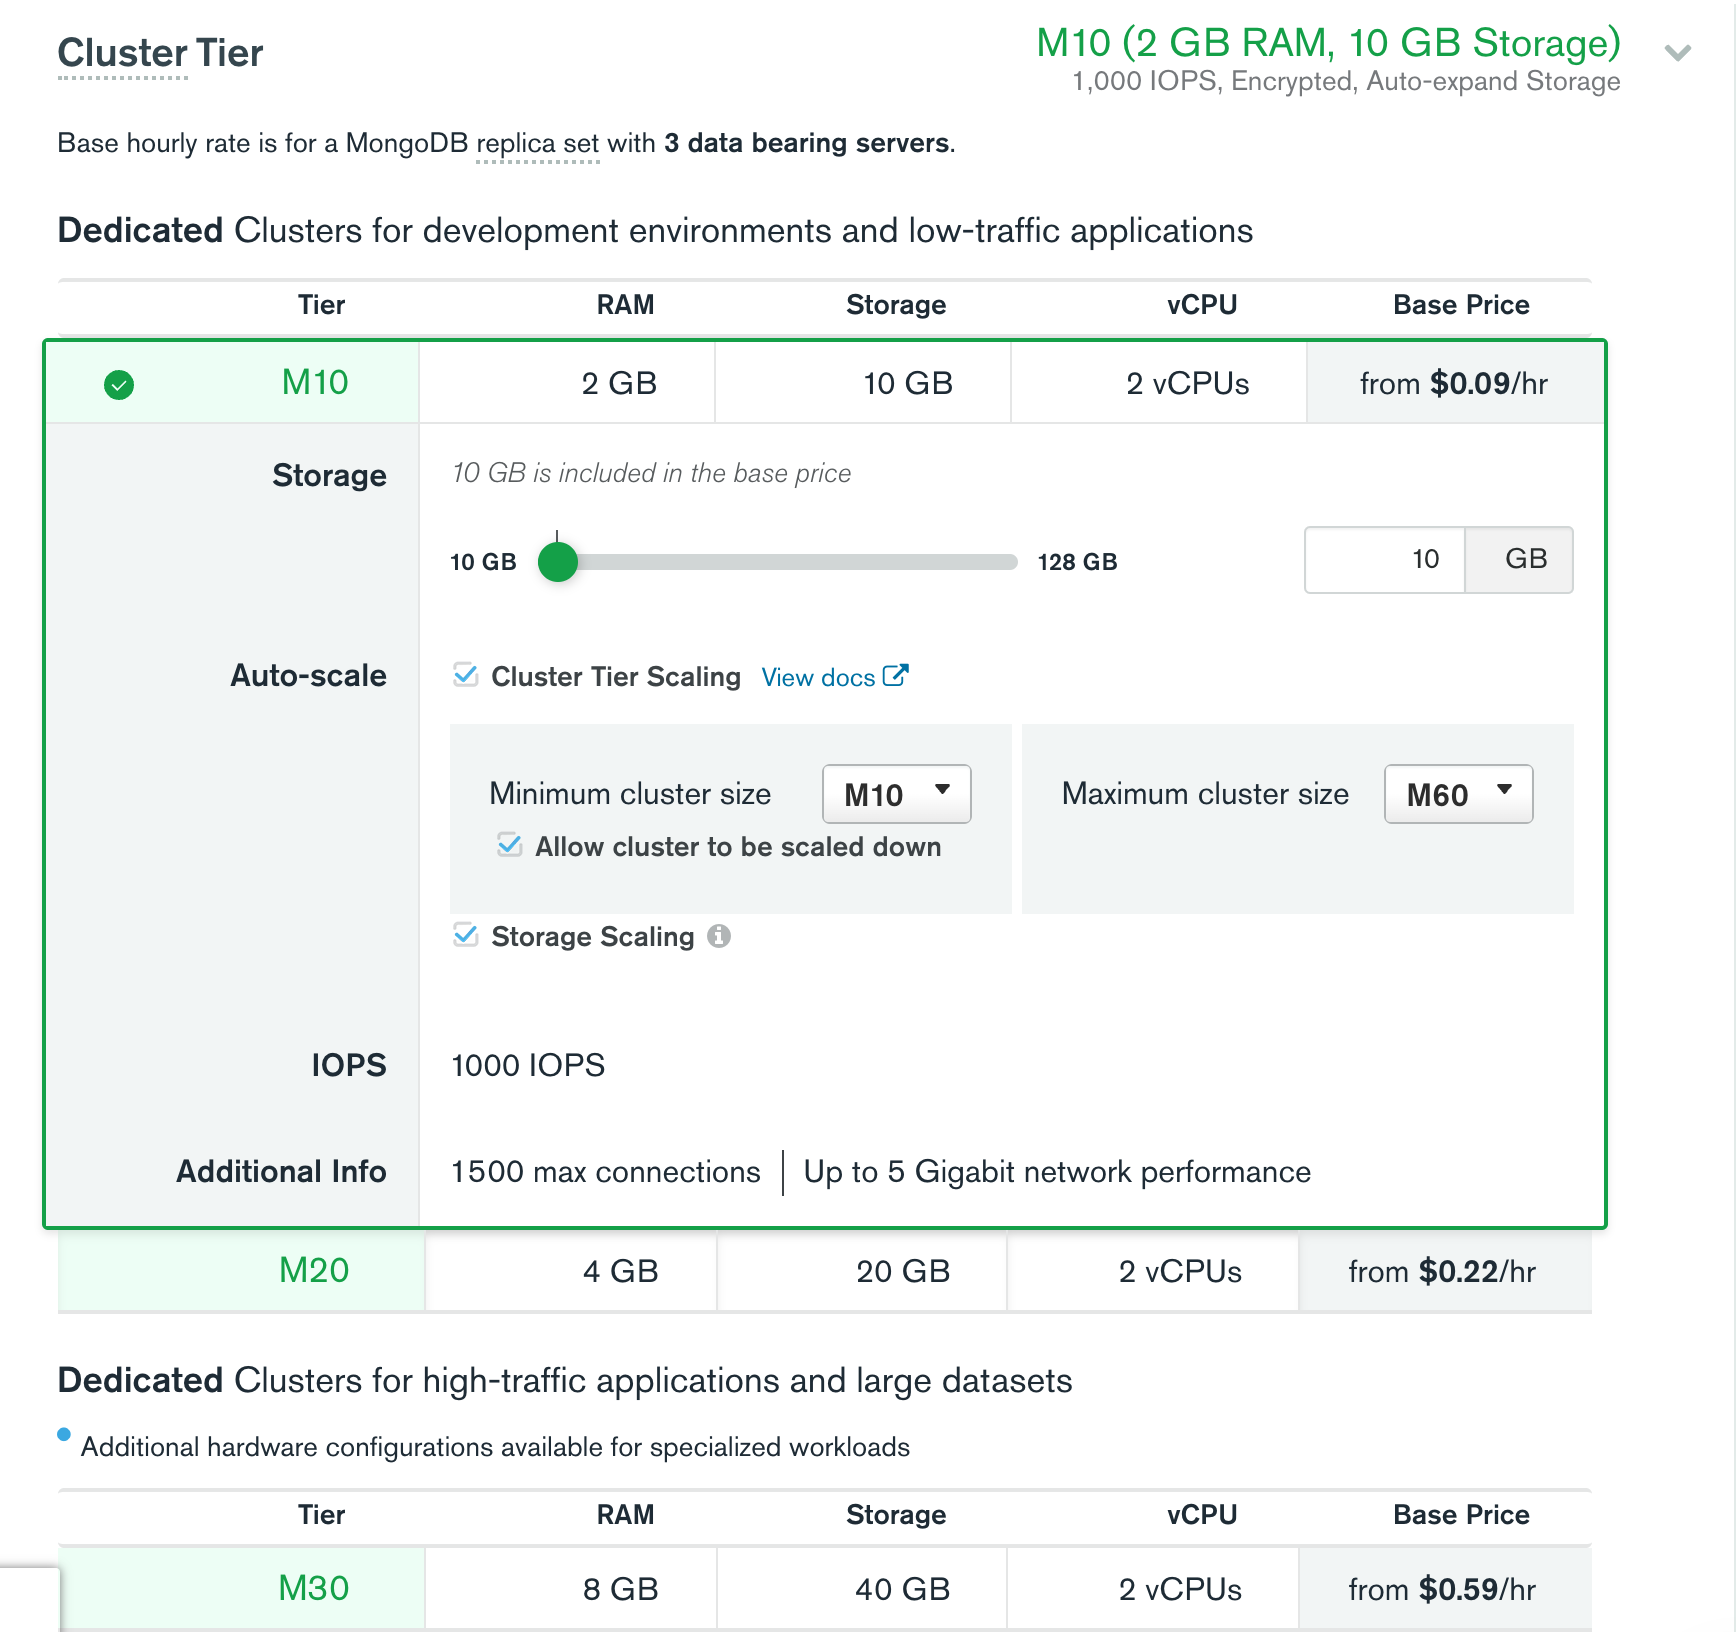 Cluster Tier
M10 (2 GB RAM, 10 GB Storage)
1,000 IOPS, Encrypted, Auto-expand Storage
Base hourly rate is for a MongoDB replica set with 3 data bearing servers.
Dedicated Clusters for development environments and low-traffic applications
Tier RAM Storage vCPU Base Price
M10 2 GB 10 GB 2 vCPUs from $0.09/hr
Storage 10 GB is included in the base price
10 GB 128 GB 10 GB
Auto-scale Cluster Tier Scaling View docs
Minimum cluster size M10 Maximum cluster size M60
Allow cluster to be scaled down
Storage Scaling
IOPS 1000 IOPS
Additional Info 1500 max connections Up to 5 Gigabit network performance
M20 4 GB 20 GB 2 vCPUs from $0.22/hr
Dedicated Clusters for high-traffic applications and large datasets
Additional hardware configurations available for specialized workloads
Tier RAM Storage vCPU Base Price
M30 8 GB 40 GB 2 vCPUs from $0.59/hr